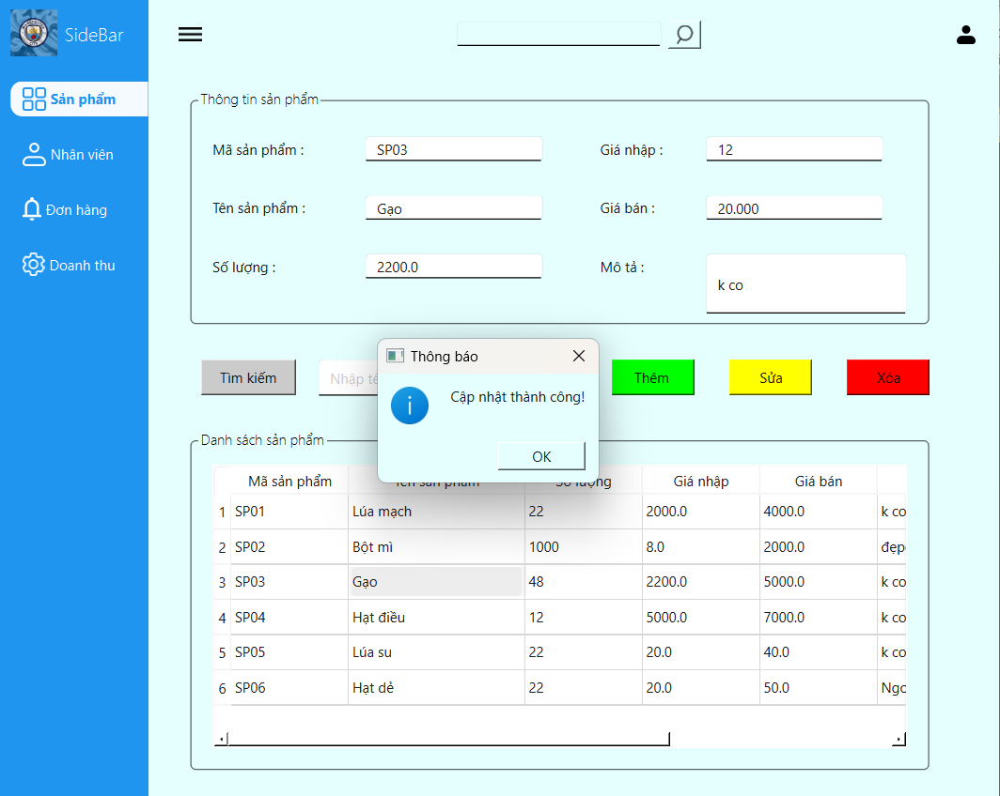 SideBar
Sản phẩm
Nhân viên
Đơn hàng
Doanh thu
Thông tin sản phẩm
Mã sản phẩm : SP03 Giá nhập : 12
Tên sản phẩm : Gạo Giá bán : 20.000
Số lượng : 2200.0 Mô tả : k co
Tìm kiếm Nhập Thêm Sửa Xóa
Thông báo
Cập nhật thành công!
OK
Danh sách sản phẩm
Mã sản phẩm Tên sản phẩm Số lượng Giá nhập Giá bán
1 SP01 Lúa mạch 22 2000.0 4000.0 k co
2 SP02 Bột mì 1000 8.0 2000.0 đẹp
3 SP03 Gạo 48 2200.0 5000.0 k co
4 SP04 Hạt điều 12 5000.0 7000.0 k co
5 SP05 Lúa su 22 20.0 40.0 k co
6 SP06 Hạt dẻ 22 20.0 50.0 Ngo